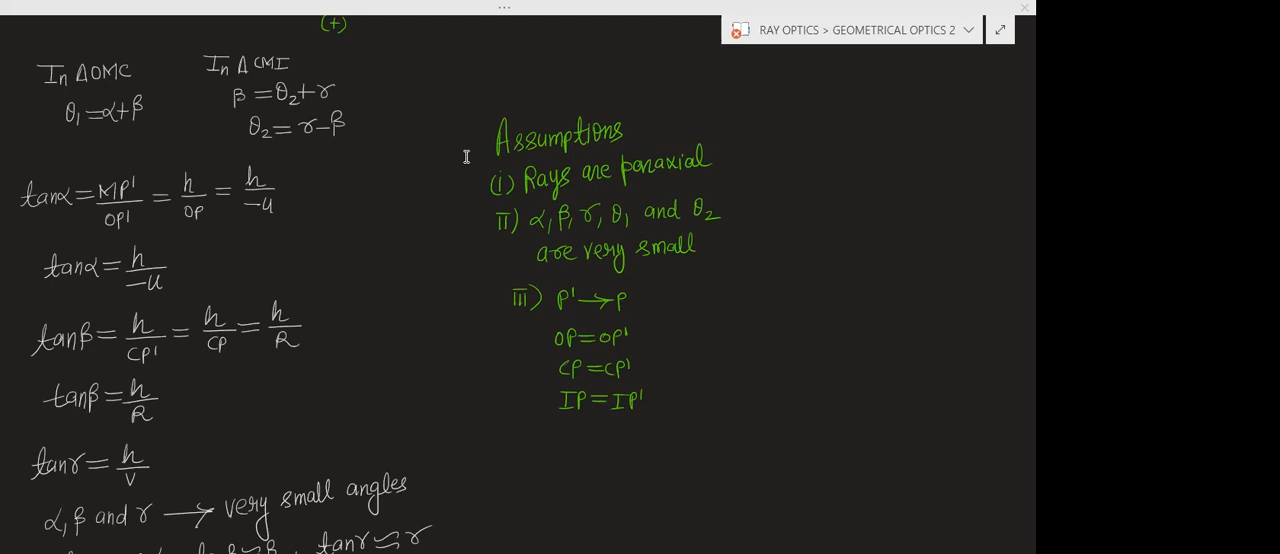 (+)
RAY OPTICS > GEOMETRICAL OPTICS 2
In ΔOMC
θ₁=α+β
In ΔCMI
β=θ₂+r
θ₂=r-β
tanα=MP'/OP'=h/OP=h/-u
tanα=h/-u
tanβ=h/CP'=h/CP=h/R
tanβ=h/R
tanr=h/v
α,β and r → very small angles
tanr≈r
Assumptions
(i) Rays are paraxial
II) α,β,r,θ₁ and θ₂
are very small
III) P'→P
OP=OP'
CP=CP'
IP=IP'